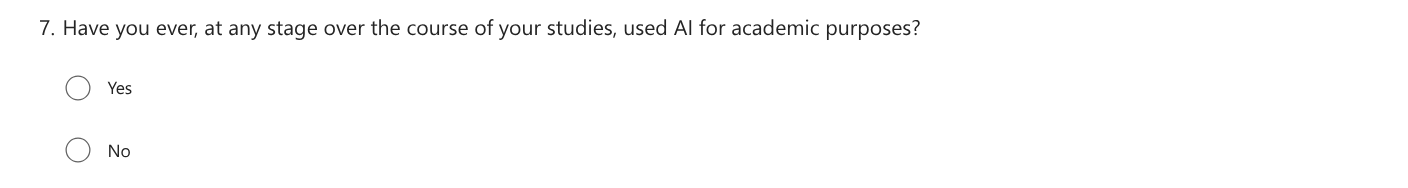 7. Have you ever, at any stage over the course of your studies, used AI for academic purposes?
Yes
No